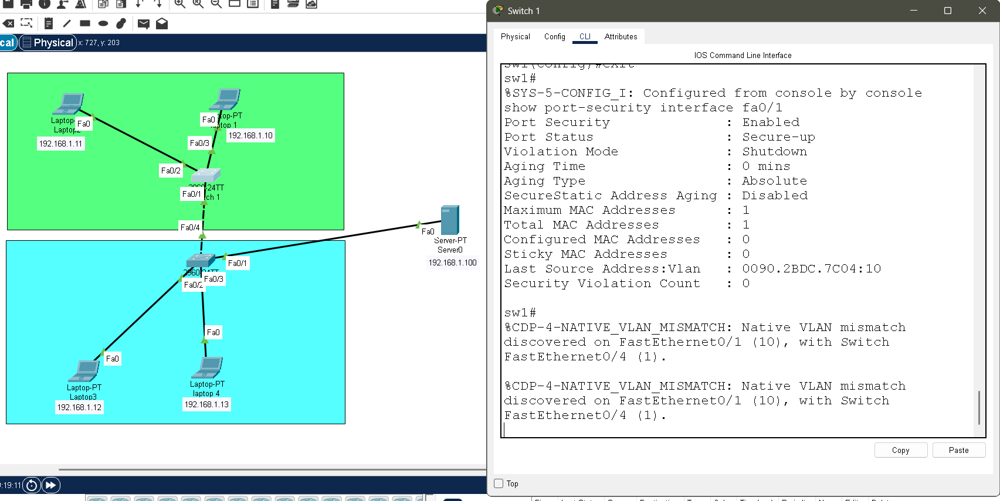 cal
Physical
x: 727, y: 203
Laptop-
Laptop2
Fa0
192.168.1.11
top-PT
Fa0
ptop 1
192.168.1.10
Fa0/3
Fa0/2
2960-24TT
Fa0/1
ch 1
Fa0/4
Fa0
Server-PT
Server0
192.168.1.100
Fa0/1
2960-24TT
Fa0/3
Fa0/2
Fa0
Fa0
Laptop-PT
Laptop3
192.168.1.12
Laptop-PT
laptop 4
192.168.1.13
:19:11
Switch 1
Physical
Config
CLI
Attributes
IOS Command Line Interface
sw1(config)#exit
sw1#
%SYS-5-CONFIG_I: Configured from console by console
show port-security interface fa0/1
Port Security : Enabled
Port Status : Secure-up
Violation Mode : Shutdown
Aging Time : 0 mins
Aging Type : Absolute
SecureStatic Address Aging : Disabled
Maximum MAC Addresses : 1
Total MAC Addresses : 1
Configured MAC Addresses : 0
Sticky MAC Addresses : 0
Last Source Address:Vlan : 0090.2BDC.7C04:10
Security Violation Count : 0
sw1#
%CDP-4-NATIVE_VLAN_MISMATCH: Native VLAN mismatch
discovered on FastEthernet0/1 (10), with Switch
FastEthernet0/4 (1).
%CDP-4-NATIVE_VLAN_MISMATCH: Native VLAN mismatch
discovered on FastEthernet0/1 (10), with Switch
FastEthernet0/4 (1).
Copy
Paste
Top